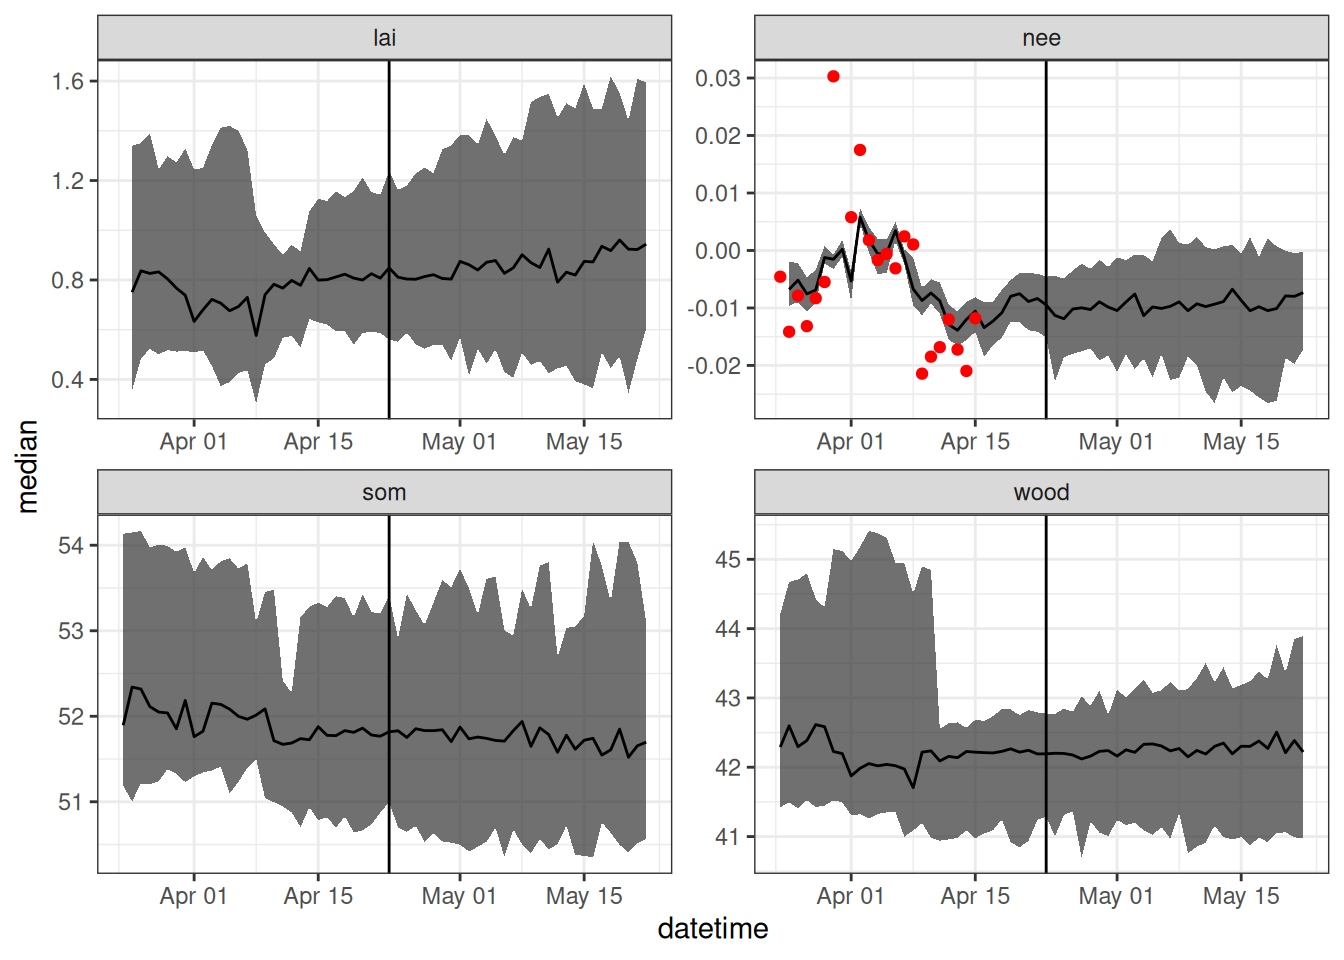 lai
nee
1.6
1.2
0.8
0.4
0.03
0.02
0.01
0.00
-0.01
-0.02
Apr 01 Apr 15 May 01 May 15
Apr 01 Apr 15 May 01 May 15
median
som
wood
54
53
52
51
45
44
43
42
41
Apr 01 Apr 15 May 01 May 15
Apr 01 Apr 15 May 01 May 15
datetime